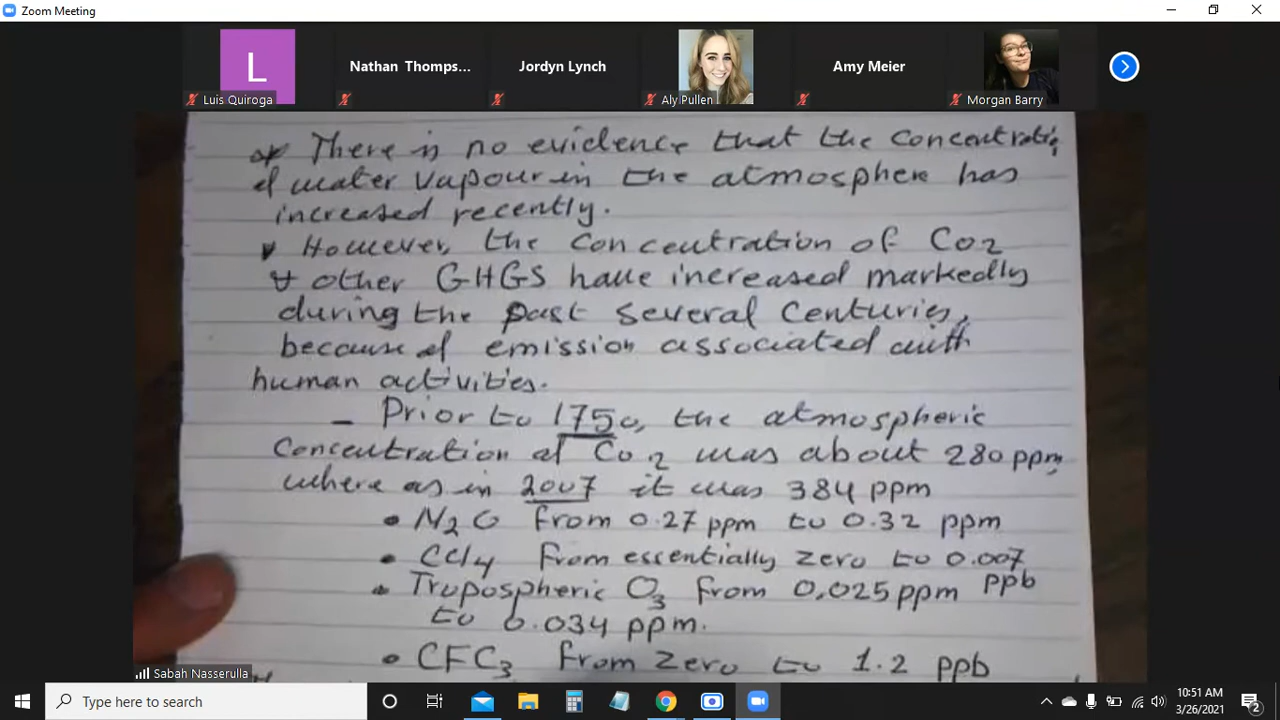 Zoom Meeting
L
Luis Quiroga
Nathan Thomps...
Jordyn Lynch
Aly Pullen
Amy Meier
Morgan Barry
There is no evidence that the concentratio
of water vapour in the atmosphere has
increased recently.
However, the concentration of CO2
& other GHGS have increased markedly
during the past several centuries,
because of emission associated with
human activities.
- Prior to 1750, the atmospheric
concentration of CO2 was about 280 ppm
where as in 2007 it was 384 ppm
• N2O from 0.27 ppm to 0.32 ppm
• CCl4 from essentially zero to 0.007
ppb
• Tropospheric O3 from 0.025 ppm
to 0.034 ppm.
• CFC3 from zero to 1.2 ppb
Sabah Nasserulla
Type here to search
10:51 AM
3/26/2021
2